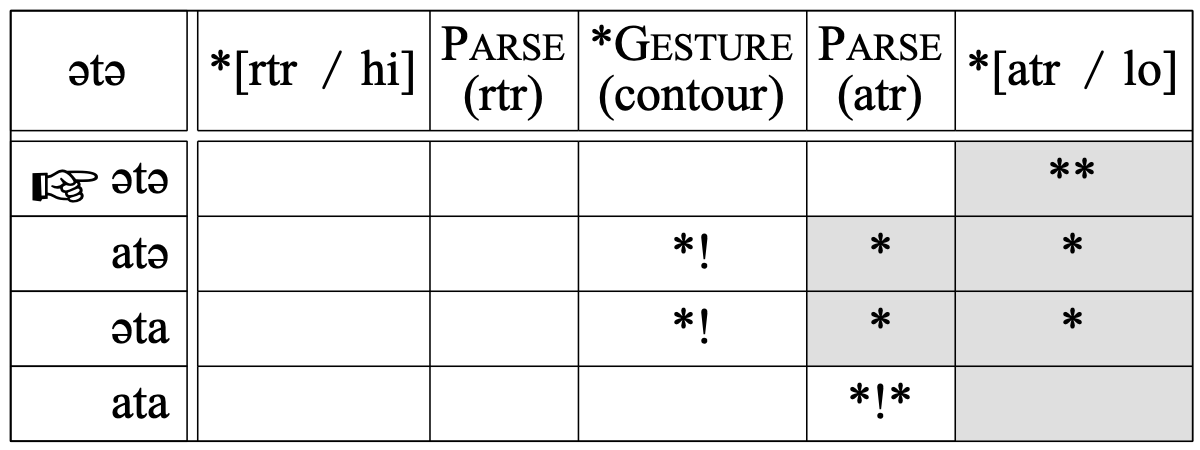 ətə *[rtr / hi] PARSE (rtr) *GESTURE (contour) PARSE (atr) *[atr / lo]
☞ ətə **
atə *! * *
əta *! * *
ata *!*